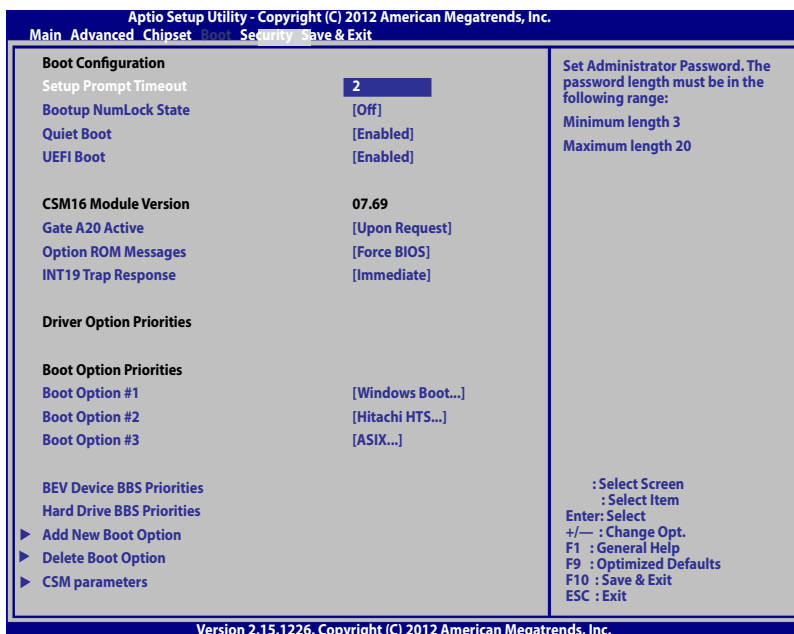 Aptio Setup Utility - Copyright (C) 2012 American Megatrends, Inc.
Main Advanced Chipset Boot Security Save & Exit
Boot Configuration
Setup Prompt Timeout 2
Bootup NumLock State [Off]
Quiet Boot [Enabled]
UEFI Boot [Enabled]
CSM16 Module Version 07.69
Gate A20 Active [Upon Request]
Option ROM Messages [Force BIOS]
INT19 Trap Response [Immediate]
Driver Option Priorities
Boot Option Priorities
Boot Option #1 [Windows Boot...]
Boot Option #2 [Hitachi HTS...]
Boot Option #3 [ASIX...]
BEV Device BBS Priorities
Hard Drive BBS Priorities
Add New Boot Option
Delete Boot Option
CSM parameters
Set Administrator Password. The
password length must be in the
following range:
Minimum length 3
Maximum length 20
: Select Screen
: Select Item
Enter: Select
+/— : Change Opt.
F1 : General Help
F9 : Optimized Defaults
F10 : Save & Exit
ESC : Exit
Version 2.15.1226. Copyright (C) 2012 American Megatrends, Inc.